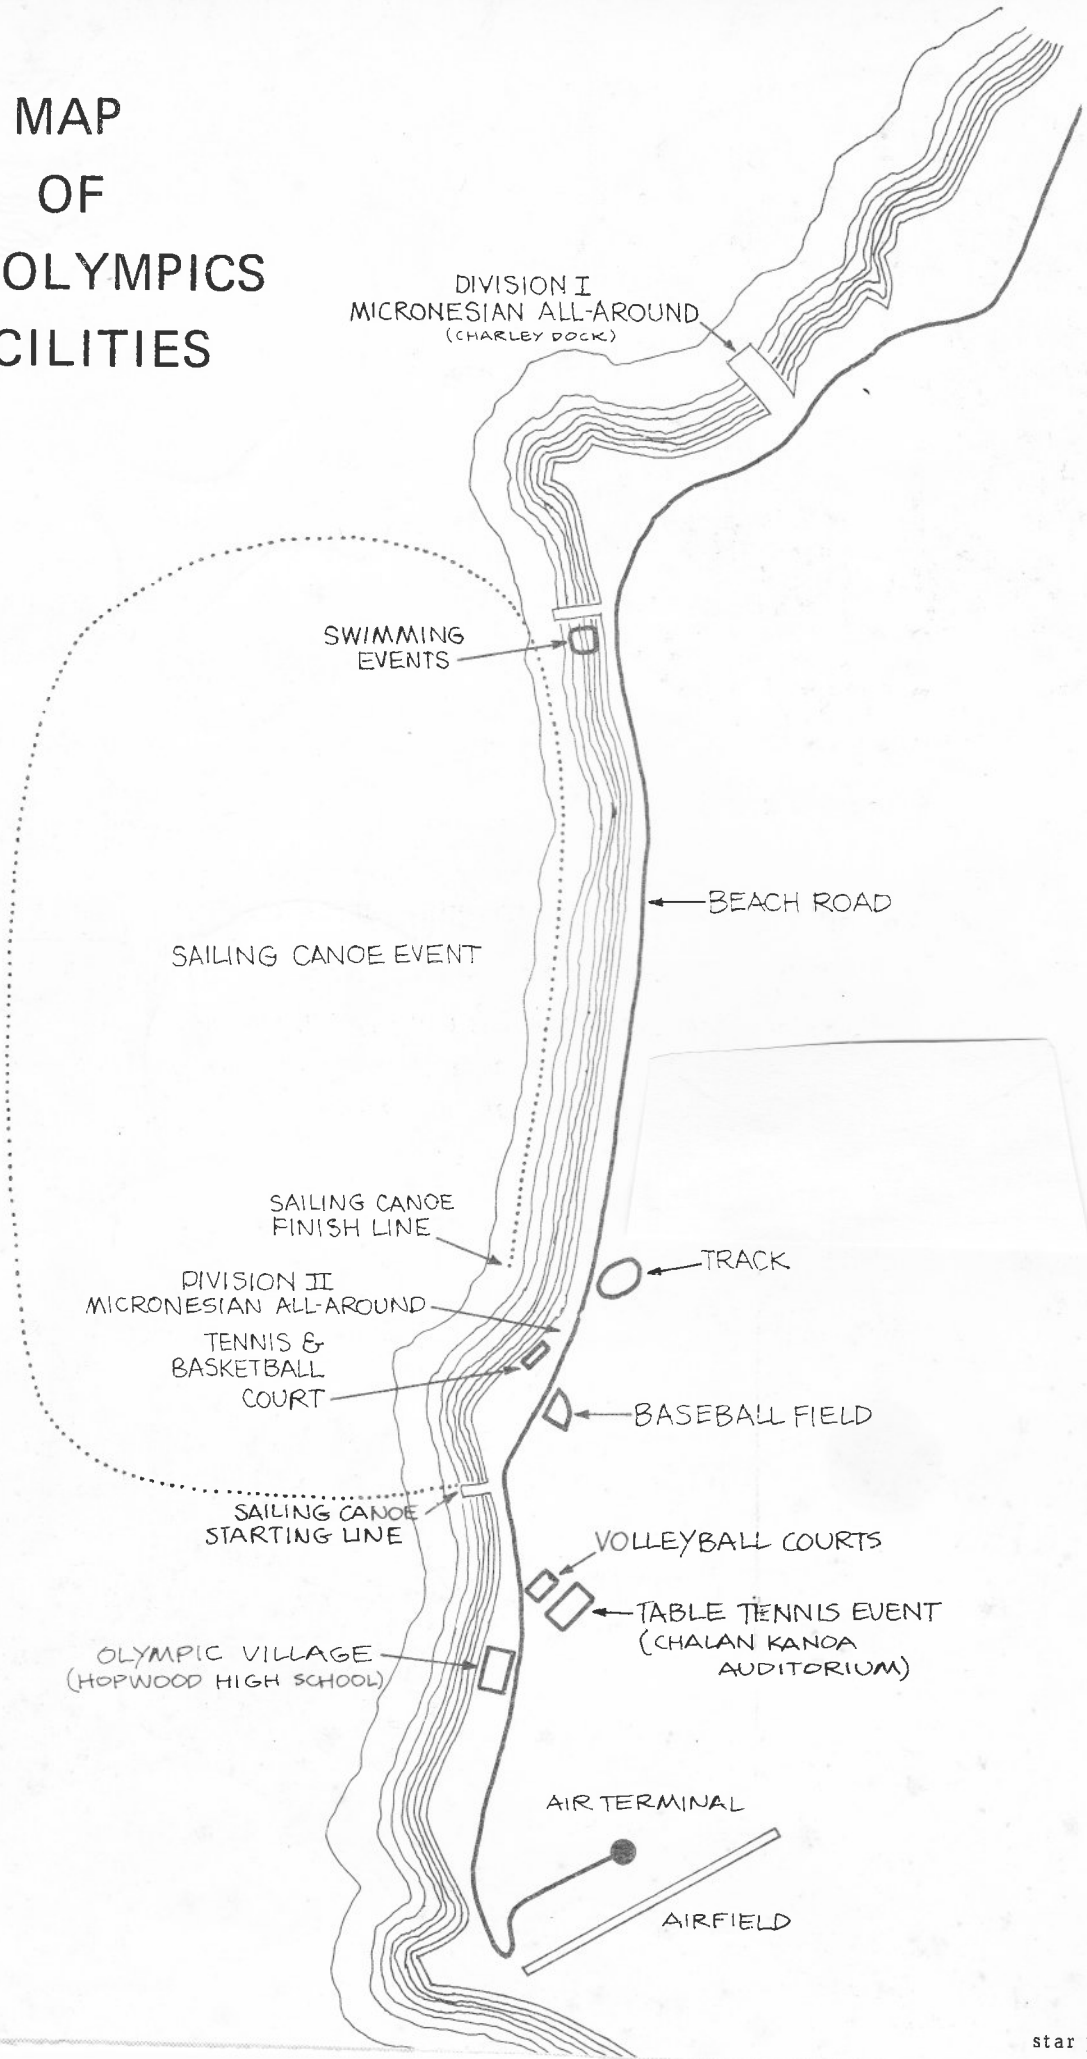 MAP
OF
OLYMPICS
CILITIES
DIVISION I
MICRONESIAN ALL-AROUND
(CHARLEY DOCK)
SWIMMING
EVENTS
BEACH ROAD
SAILING CANOE EVENT
SAILING CANOE
FINISH LINE
TRACK
DIVISION II
MICRONESIAN ALL-AROUND
TENNIS &
BASKETBALL
COURT
BASEBALL FIELD
SAILING CANOE
STARTING LINE
VOLLEYBALL COURTS
TABLE TENNIS EVENT
(CHALAN KANOA
AUDITORIUM)
OLYMPIC VILLAGE
(HOPWOOD HIGH SCHOOL)
AIR TERMINAL
AIRFIELD
star